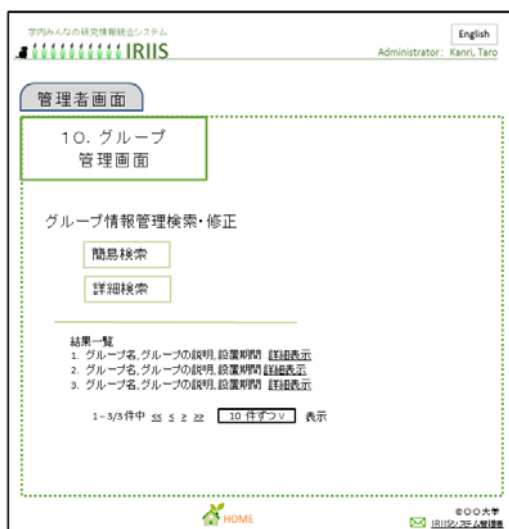 学内みんなの研究情報統合システム
IRIIS
English
Administrator: Kanri, Taro
管理者画面
10. グループ
管理画面
グループ情報管理検索・修正
簡易検索
詳細検索
結果一覧
1. グループ名,グループの説明,設置期間 詳細表示
2. グループ名,グループの説明,設置期間 詳細表示
3. グループ名,グループの説明,設置期間 詳細表示
1-3/3件中 ≤≤ ≤ ≥ ≥≥ 10 件ずつ∨ 表示
HOME
©〇〇大学
IRIISシステム管理者